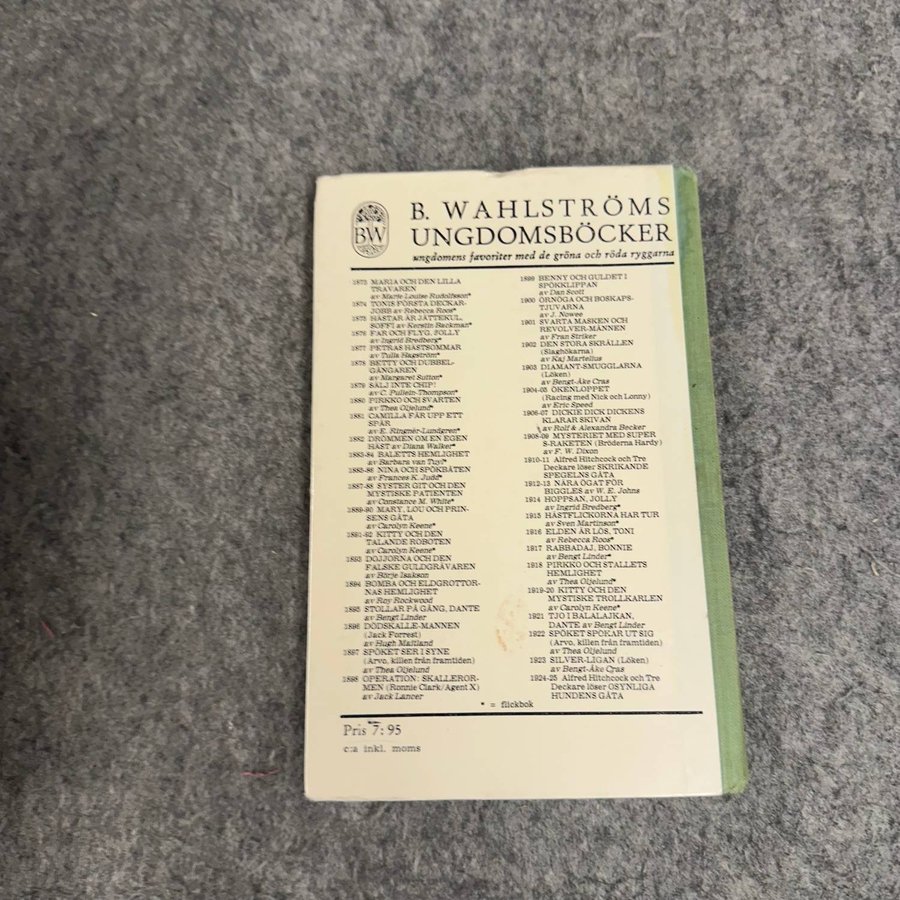 BW
B. WAHLSTRÖMS
UNGDOMSBÖCKER
ungdomens favoriter med de gröna och röda ryggarna
1873 MARIA OCH DEN LILLA
TRAVAREN
av Marie-Louise Rudolfsson*
1874 TONIS FÖRSTA DECKAR-
JOBB av Rebecca Roos*
1875 HÄSTAR ÄR JÄTTEKUL,
SOFFI av Kerstin Backman*
1876 FAR OCH FLYG, JOLLY
av Ingrid Bredberg*
1877 PETRAS HÄSTSOMMAR
av Tulla Hagström*
1878 BETTY OCH DUBBEL-
GÅNGAREN
av Margaret Sutton*
1879 SÄLJ INTE CHIP!
av C. Pullein-Thompson*
1880 PIRKKO OCH SVARTEN
av Thea Oljelund*
1881 CAMILLA FÅR UPP ETT
SPÅR
av E. Ringnér-Lundgren*
1882 DRÖMMEN OM EN EGEN
HÄST av Diana Walker*
1883-84 BALETTS HEMLIGHET
av Barbara van Tuyl*
1885-86 NINA OCH SPÖKBÅTEN
av Frances K. Judd*
1887-88 SYSTER GIT OCH DEN
MYSTISKE PATIENTEN
av Constance M. White*
1889-90 MARY, LOU OCH PRIN-
SENS GÅTA
av Carolyn Keene*
1891-92 KITTY OCH DEN
TALANDE ROBOTEN
av Carolyn Keene*
1893 DOJJORNA OCH DEN
FALSKE GULDGRÄVAREN
av Börje Isakson
1894 BOMBA OCH ELDGROTTOR-
NAS HEMLIGHET
av Roy Rockwood
1895 STOLLAR PÅ GÅNG, DANTE
av Bengt Linder
1896 DÖDSKALLE-MANNEN
(Jack Forrest)
av Hugh Maitland
1897 SPÖKET SER I SYNE
(Arvo, killen från framtiden)
av Thea Oljelund
1898 OPERATION: SKALLEROR-
MEN (Ronnie Clark/Agent X)
av Jack Lancer
1899 BENNY OCH GULDET I
SPÖKKLIPPAN
av Dan Scott
1900 ÖRNÖGA OCH BOSKAPS-
TJUVARNA
av J. Nowee
1901 SVARTA MASKEN OCH
REVOLVER-MÄNNEN
av Fran Striker
1902 DEN STORA SKRÄLLEN
(Slaghökarna)
av Kaj Martelius
1903 DIAMANT-SMUGGLARNA
(Löken)
av Bengt-Åke Cras
1904-05 ÖKENLOPPET
(Racing med Nick och Lonny)
av Eric Speed
1906-07 DICKIE DICK DICKENS
KLARAR SKIVAN
av Rolf & Alexandra Becker
1908-09 MYSTERIET MED SUPER
S-RAKETEN (Bröderna Hardy)
av F. W. Dixon
1910-11 Alfred Hitchcock och Tre
Deckare löser SKRIKANDE
SPEGELNS GÅTA
1912-13 NÄRA ÖGAT FÖR
BIGGLES av W. E. Johns
1914 HOPPSAN, JOLLY
av Ingrid Bredberg*
1915 HÄSTFLICKORNA HAR TUR
av Sven Martinson*
1916 ELDEN ÄR LÖS, TONI
av Rebecca Roos*
1917 RABBADAJ, BONNIE
av Bengt Linder*
1918 PIRKKO OCH STALLETS
HEMLIGHET
av Thea Oljelund*
1919-20 KITTY OCH DEN
MYSTISKE TROLLKARLEN
av Carolyn Keene*
1921 TJO I BALALAJKAN,
DANTE av Bengt Linder
1922 SPÖKET SPÖKAR UT SIG
(Arvo, killen från framtiden)
av Thea Oljelund
1923 SILVER-LIGAN (Löken)
av Bengt-Åke Cras
1924-25 Alfred Hitchcock och Tre
Deckare löser OSYNLIGA
HUNDENS GÅTA
* = flickbok
Pris 7:95
c:a inkl. moms